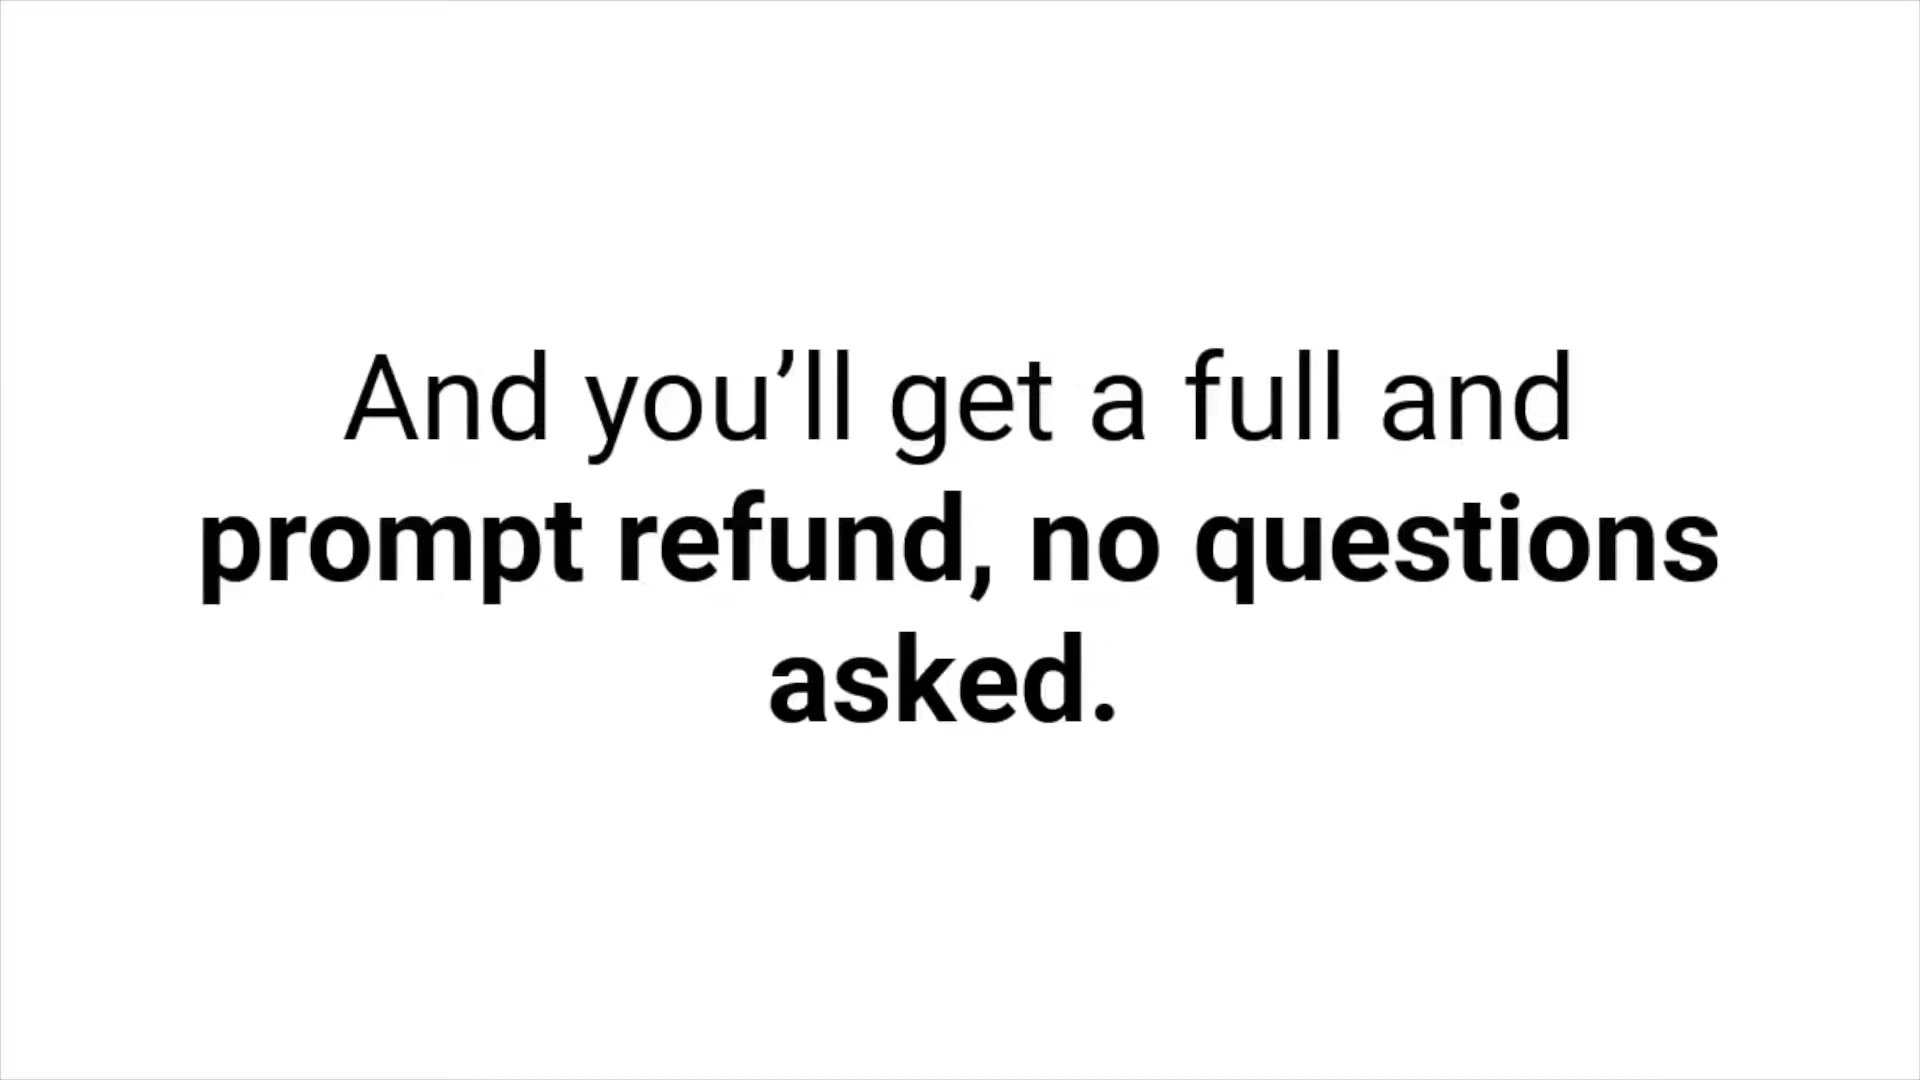 And you’ll get a full and
prompt refund, no questions
asked.